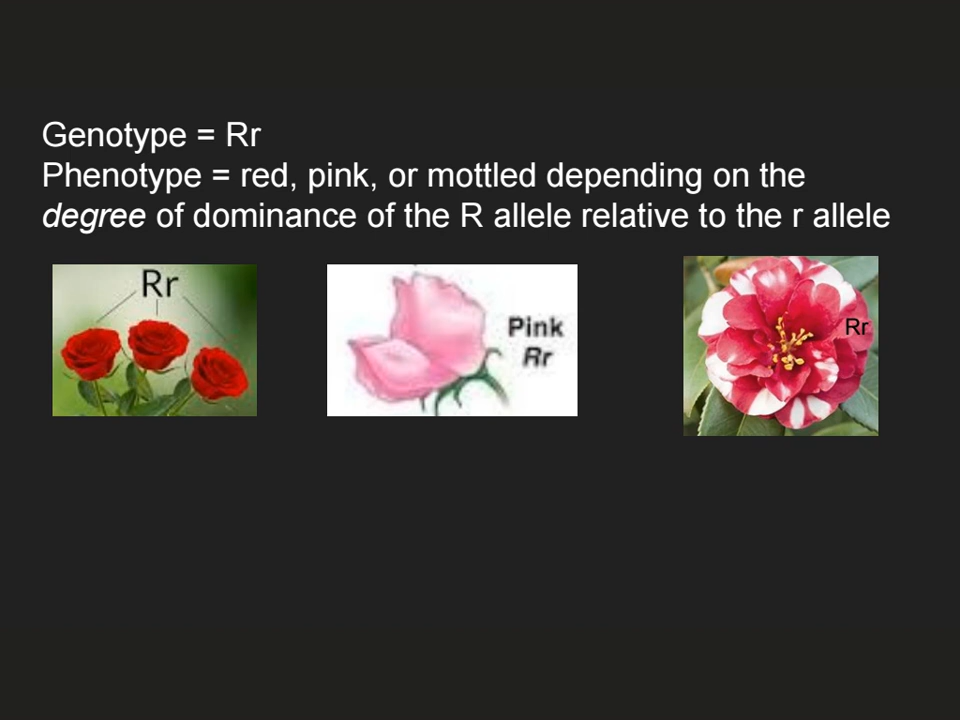 Genotype = Rr
Phenotype = red, pink, or mottled depending on the
degree of dominance of the R allele relative to the r allele
Rr
Pink
Rr
Rr